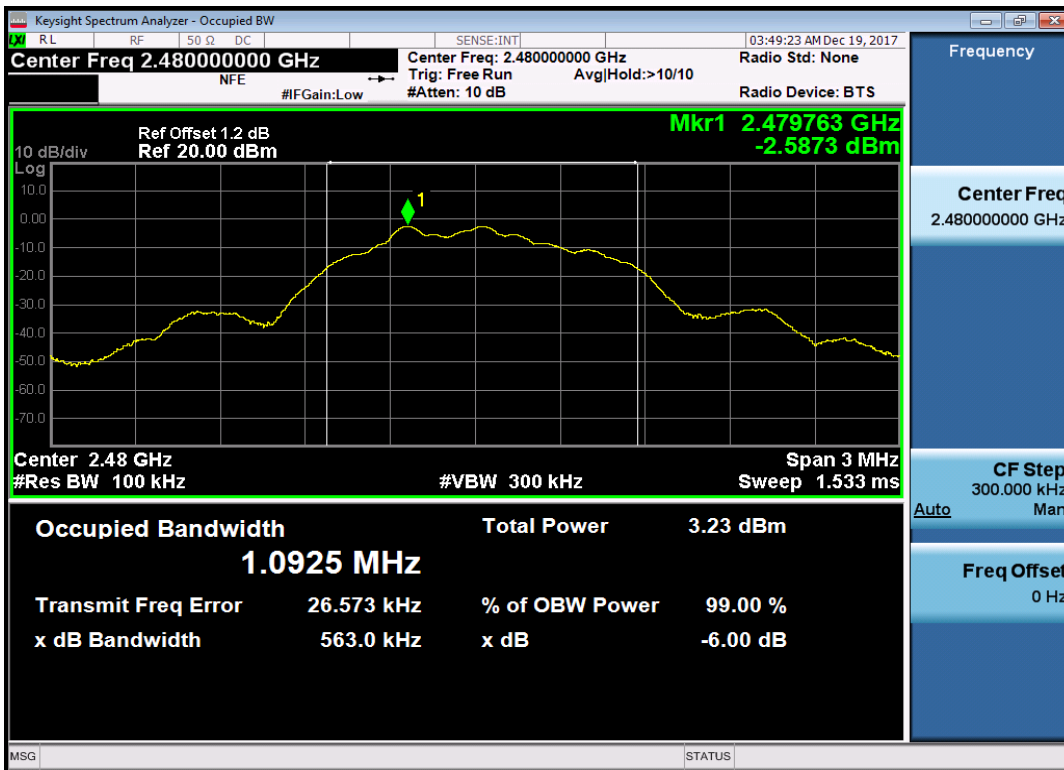 Keysight Spectrum Analyzer - Occupied BW
LXI RL RF 50 Ω DC SENSE:INT 03:49:23 AM Dec 19, 2017
Center Freq 2.480000000 GHz
NFE
#IFGain:Low
Center Freq: 2.480000000 GHz
Trig: Free Run Avg|Hold:>10/10
#Atten: 10 dB
Radio Std: None
Radio Device: BTS
Frequency
Mkr1 2.479763 GHz
-2.5873 dBm
Ref Offset 1.2 dB
10 dB/div Ref 20.00 dBm
Log
10.0
0.00
-10.0
-20.0
-30.0
-40.0
-50.0
-60.0
-70.0
1
Center 2.48 GHz Span 3 MHz
#Res BW 100 kHz #VBW 300 kHz Sweep 1.533 ms
Center Freq
2.480000000 GHz
CF Step
300.000 kHz
Auto Man
Freq Offset
0 Hz
Occupied Bandwidth Total Power 3.23 dBm
1.0925 MHz
Transmit Freq Error 26.573 kHz % of OBW Power 99.00 %
x dB Bandwidth 563.0 kHz x dB -6.00 dB
MSG STATUS